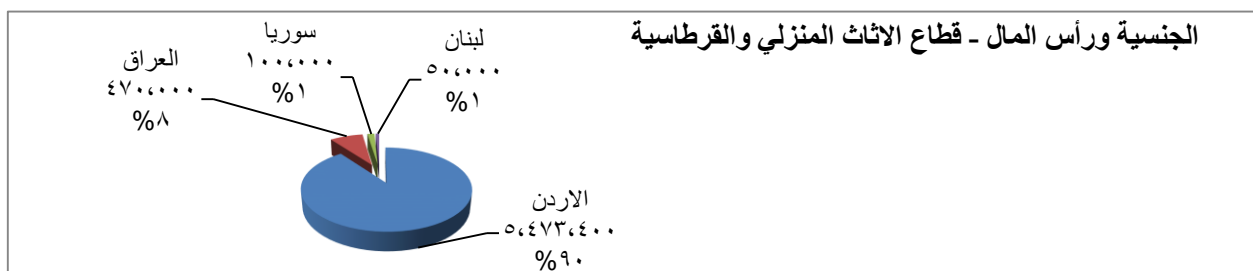 الجنسية ورأس المال - قطاع الاثاث المنزلي والقرطاسية
لبنان
٥٠،٠٠٠
%١
سوريا
١٠٠،٠٠٠
%١
العراق
٤٧٠،٠٠٠
%٨
الاردن
٥،٤٧٣،٤٠٠
%٩٠